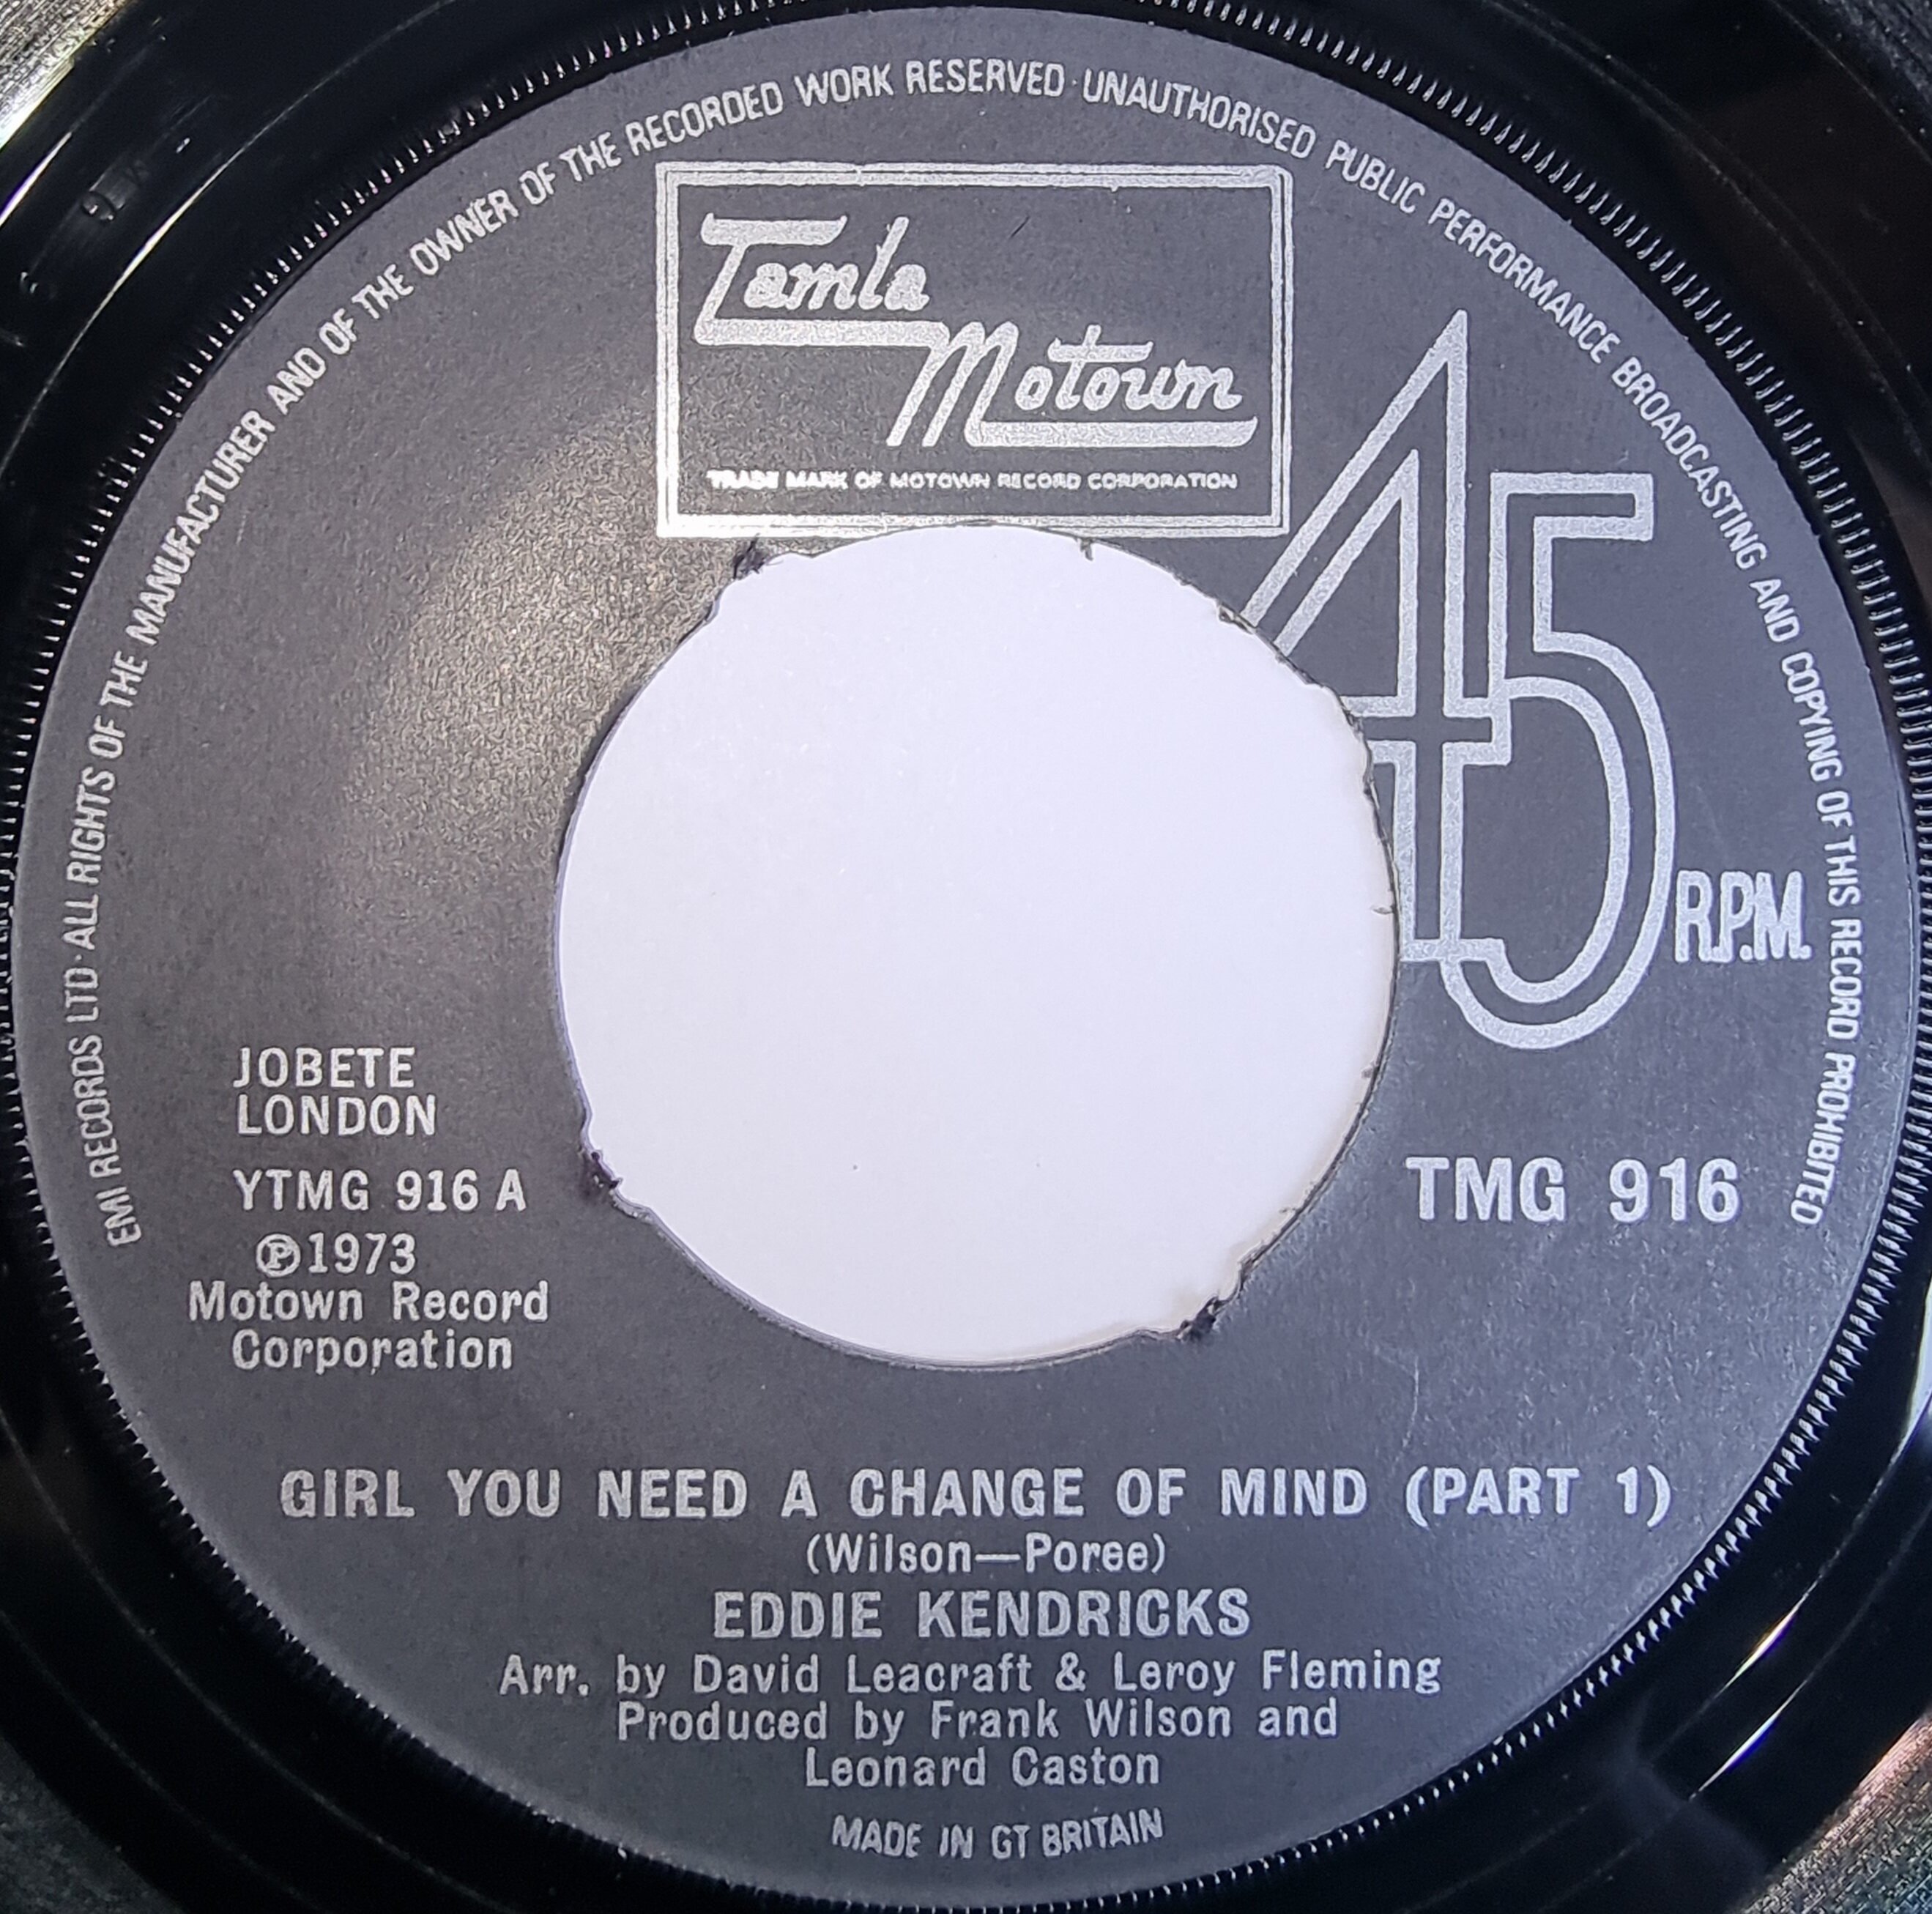 EMI RECORDS LTD · ALL RIGHTS OF THE MANUFACTURER AND OF THE OWNER OF THE RECORDED WORK RESERVED · UNAUTHORISED PUBLIC PERFORMANCE BROADCASTING AND COPYING OF THIS RECORD PROHIBITED
Tamla
Motown
TRADE MARK OF MOTOWN RECORD CORPORATION
45
R.P.M.
JOBETE
LONDON
YTMG 916 A
℗1973
Motown Record
Corporation
TMG 916
GIRL YOU NEED A CHANGE OF MIND (PART 1)
(Wilson—Poree)
EDDIE KENDRICKS
Arr. by David Leacraft & Leroy Fleming
Produced by Frank Wilson and
Leonard Caston
MADE IN GT BRITAIN